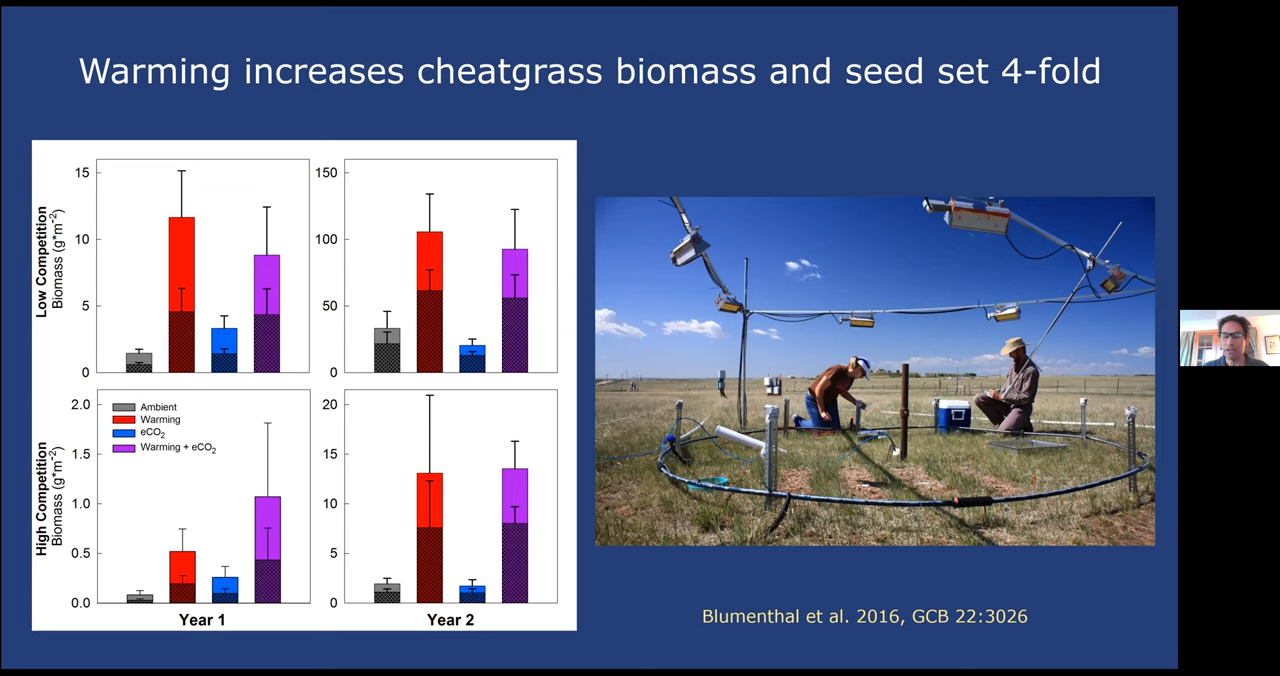 Warming increases cheatgrass biomass and seed set 4-fold
Low Competition
Biomass (g*m⁻²)
15
10
5
0
150
100
50
0
High Competition
Biomass (g*m⁻²)
2.0
1.5
1.0
0.5
0.0
Ambient
Warming
eCO₂
Warming + eCO₂
20
15
10
5
0
Year 1
Year 2
Blumenthal et al. 2016, GCB 22:3026